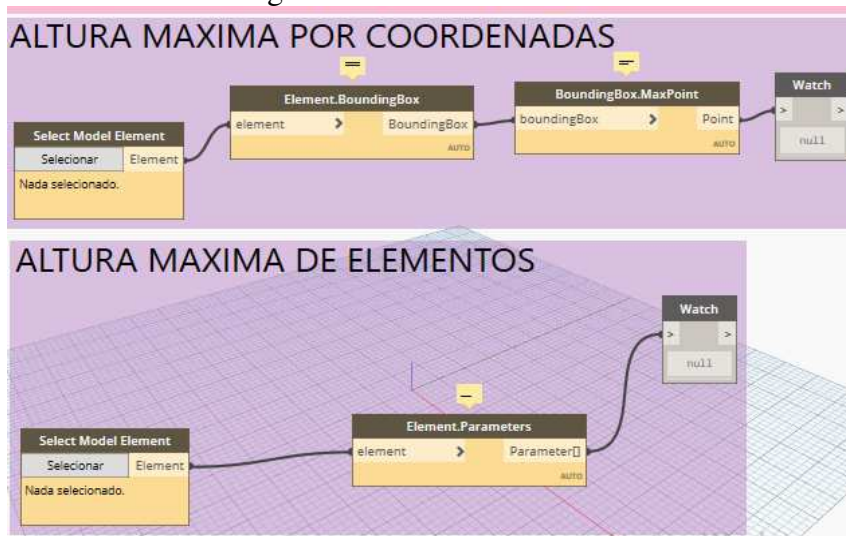 ALTURA MAXIMA POR COORDENADAS
Select Model Element
Selecionar Element
Nada selecionado.
Element.BoundingBox
element > BoundingBox
AUTO
BoundingBox.MaxPoint
boundingBox > Point
AUTO
Watch
> >
null
ALTURA MAXIMA DE ELEMENTOS
Select Model Element
Selecionar Element
Nada selecionado.
Element.Parameters
element > Parameter[]
AUTO
Watch
> >
null